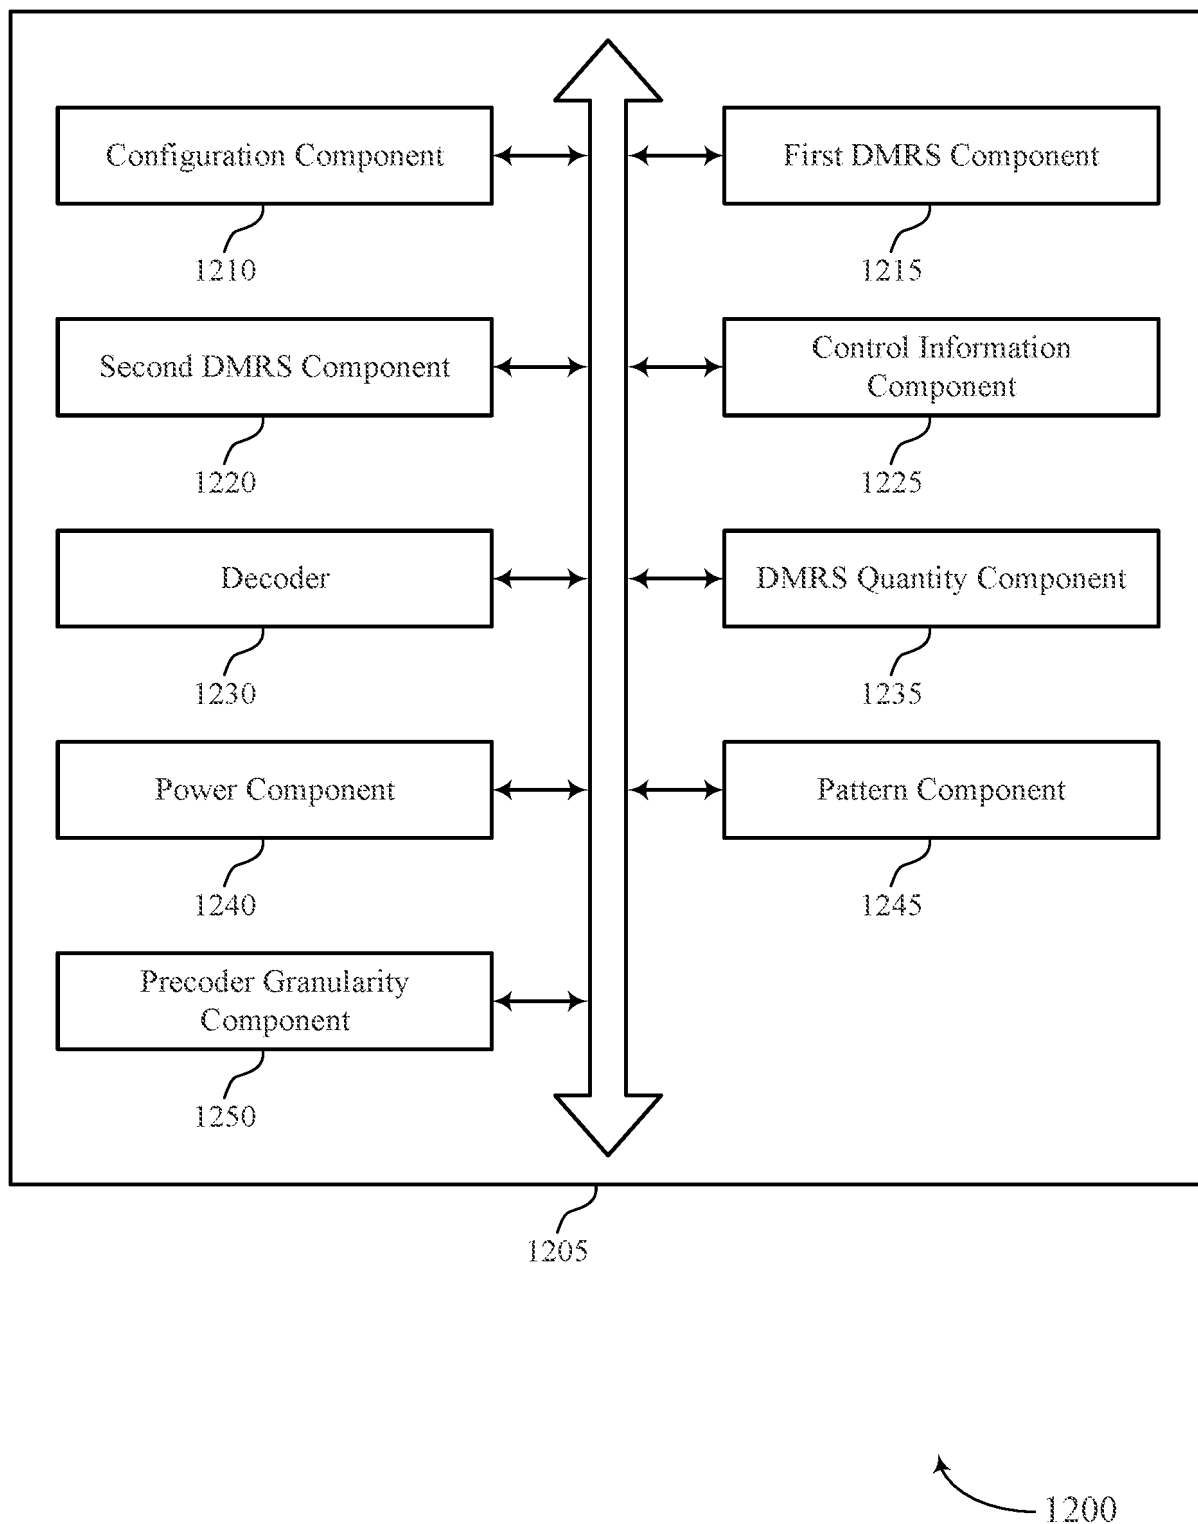 Configuration Component
First DMRS Component
1210
1215
Second DMRS Component
Control Information
Component
1220
1225
Decoder
DMRS Quantity Component
1230
1235
Power Component
Pattern Component
1240
1245
Precoder Granularity
Component
1250
1205
1200